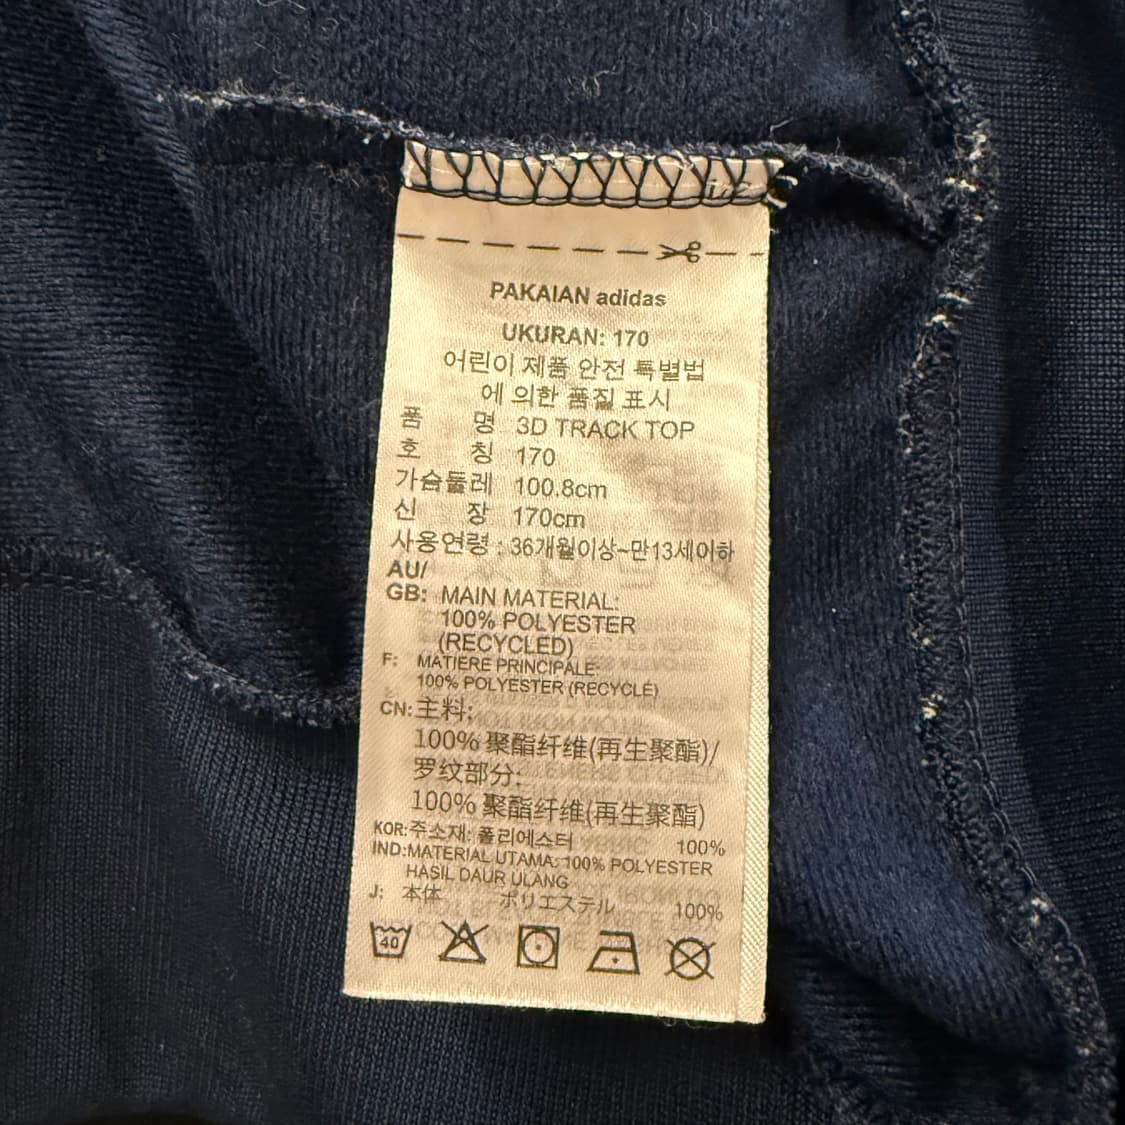 PAKAIAN adidas
UKURAN: 170
어린이 제품 안전 특별법
에 의한 품질 표시
품 명 3D TRACK TOP
호 칭 170
가슴둘레 100.8cm
신 장 170cm
사용연령 : 36개월이상~만13세이하
AU/
GB: MAIN MATERIAL:
100% POLYESTER
(RECYCLED)
F: MATIERE PRINCIPALE:
100% POLYESTER (RECYCLÉ)
CN: 主料:
100% 聚酯纤维(再生聚酯)/
罗纹部分:
100% 聚酯纤维(再生聚酯)
KOR:주소재: 폴리에스터 100%
IND:MATERIAL UTAMA: 100% POLYESTER
HASIL DAUR ULANG
J: 本体 ポリエステル 100%
40